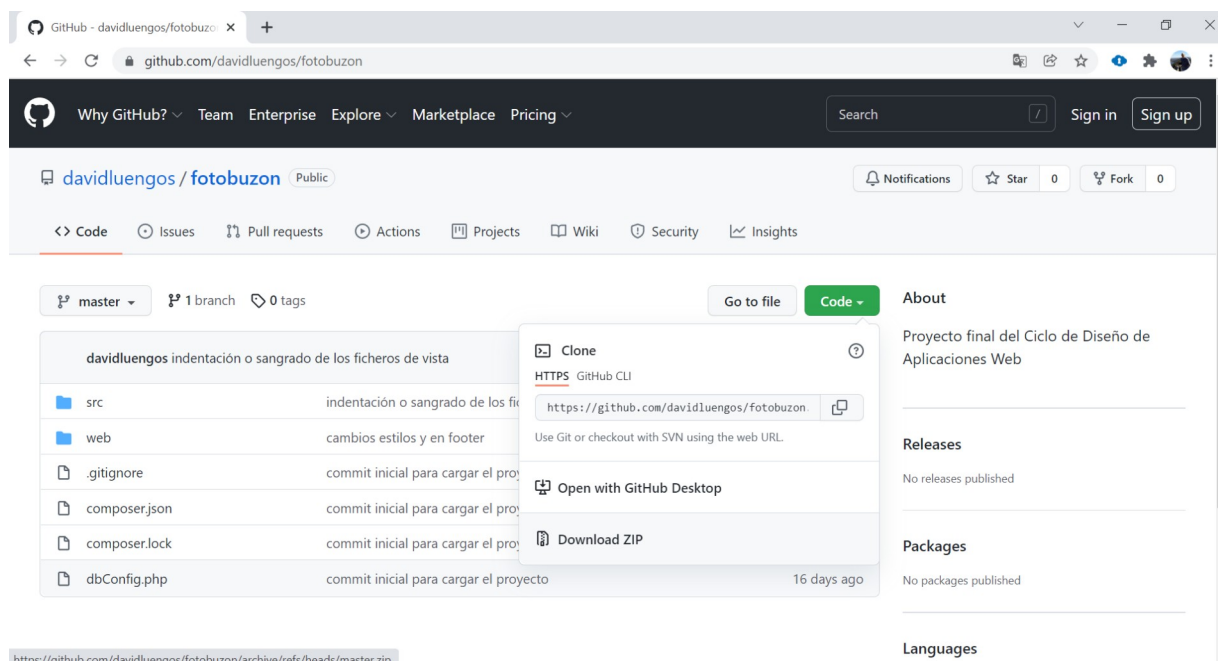 GitHub - davidluengos/fotobuzo
github.com/davidluengos/fotobuzon
Why GitHub? Team Enterprise Explore Marketplace Pricing Search / Sign in Sign up
davidluengos / fotobuzon Public Notifications Star 0 Fork 0
Code Issues Pull requests Actions Projects Wiki Security Insights
master 1 branch 0 tags Go to file Code About
Proyecto final del Ciclo de Diseño de
Aplicaciones Web
davidluengos indentación o sangrado de los ficheros de vista Clone ?
HTTPS GitHub CLI
src indentación o sangrado de los fic
https://github.com/davidluengos/fotobuzon.
web cambios estilos y en footer Use Git or checkout with SVN using the web URL. Releases
.gitignore commit inicial para cargar el proy No releases published
Open with GitHub Desktop
composer.json commit inicial para cargar el proy
composer.lock commit inicial para cargar el proy Download ZIP Packages
dbConfig.php commit inicial para cargar el proyecto 16 days ago No packages published
Languages
https://github.com/davidluengos/fotobuzon/archive/refs/heads/master.zip